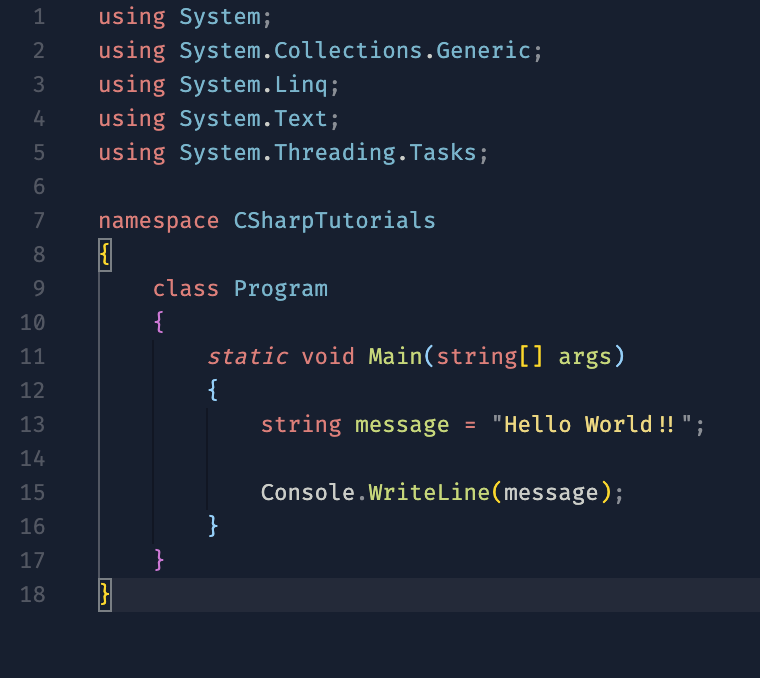 1 using System;
2 using System.Collections.Generic;
3 using System.Linq;
4 using System.Text;
5 using System.Threading.Tasks;
6
7 namespace CSharpTutorials
8 {
9     class Program
10     {
11         static void Main(string[] args)
12         {
13             string message = "Hello World!!";
14
15             Console.WriteLine(message);
16         }
17     }
18 }